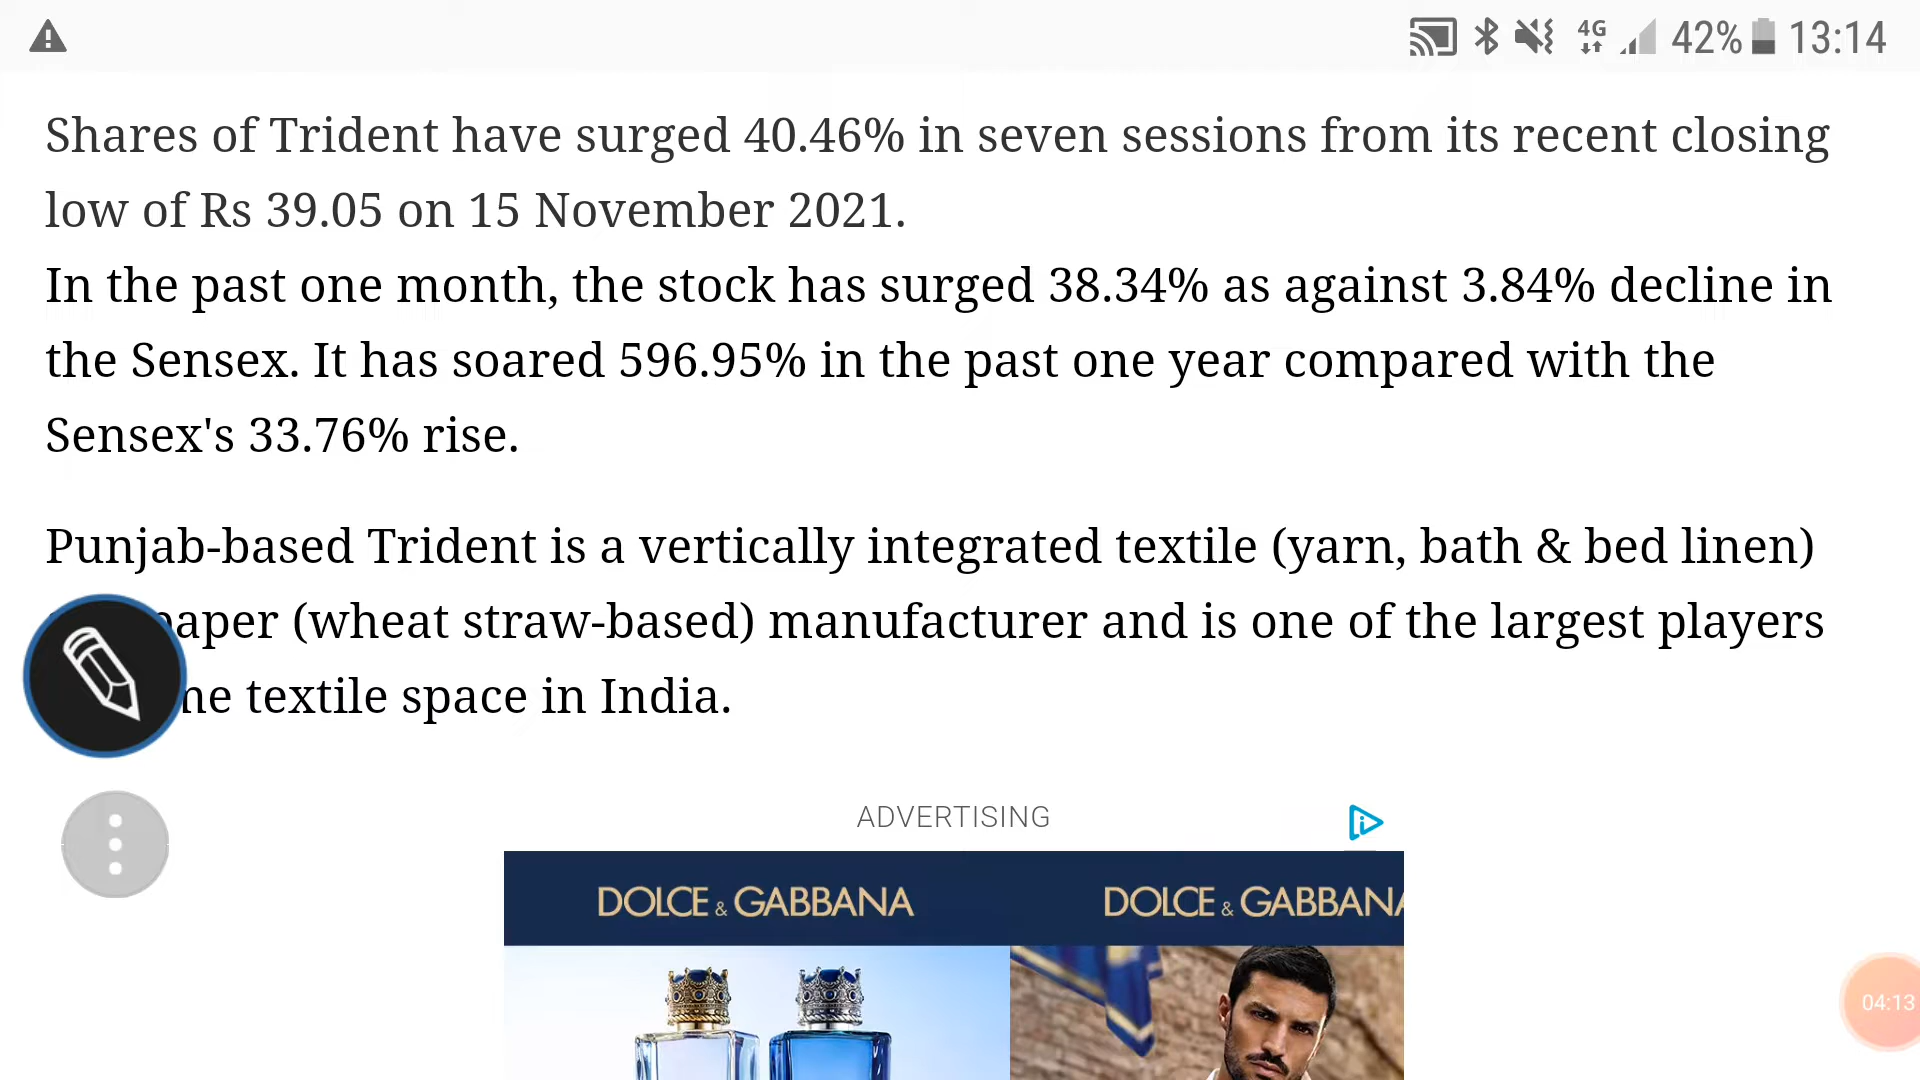 4G 42% 13:14
Shares of Trident have surged 40.46% in seven sessions from its recent closing
low of Rs 39.05 on 15 November 2021.
In the past one month, the stock has surged 38.34% as against 3.84% decline in
the Sensex. It has soared 596.95% in the past one year compared with the
Sensex's 33.76% rise.
Punjab-based Trident is a vertically integrated textile (yarn, bath & bed linen)
(wheat straw-based) manufacturer and is one of the largest players
textile space in India.
ADVERTISING
DOLCE & GABBANA DOLCE & GABBANA
04:13